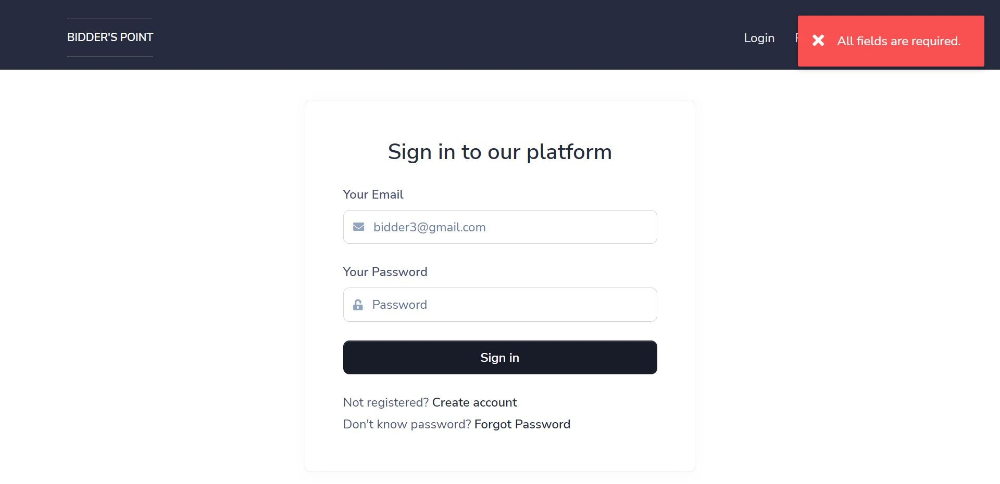 BIDDER'S POINT
Login
All fields are required.
Sign in to our platform
Your Email
bidder3@gmail.com
Your Password
Password
Sign in
Not registered? Create account
Don't know password? Forgot Password